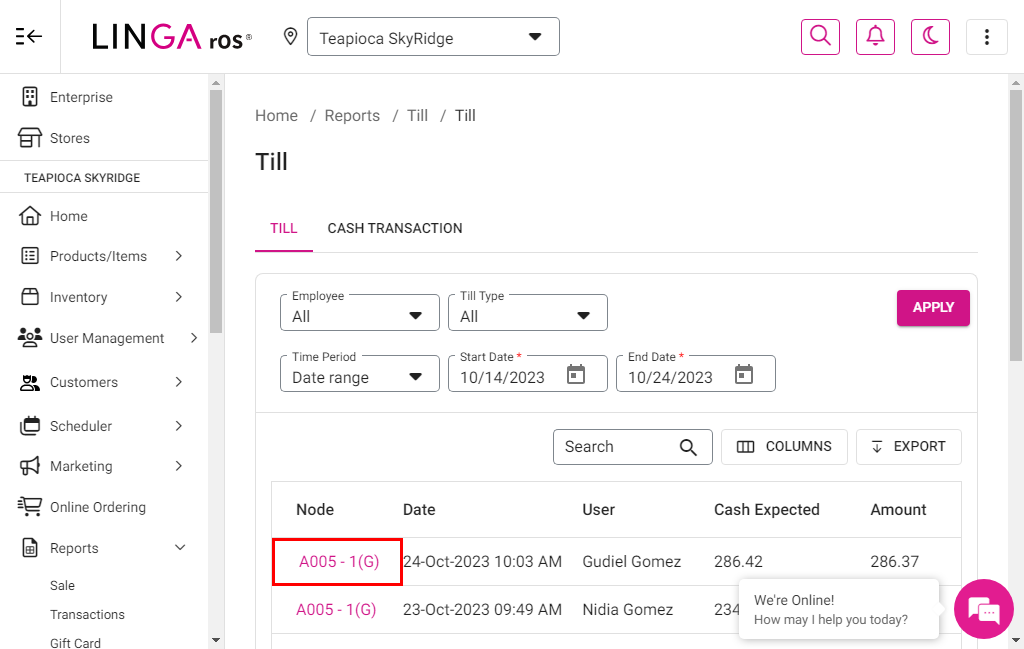 LINGA ros®
Teapioca SkyRidge
Enterprise
Stores
TEAPIOCA SKYRIDGE
Home
Products/Items
Inventory
User Management
Customers
Scheduler
Marketing
Online Ordering
Reports
Sale
Transactions
Gift Card
Home / Reports / Till / Till
Till
TILL CASH TRANSACTION
Employee
All
Till Type
All
APPLY
Time Period
Date range
Start Date *
10/14/2023
End Date *
10/24/2023
Search
COLUMNS
EXPORT
Node Date User Cash Expected Amount
A005 - 1(G) 24-Oct-2023 10:03 AM Gudiel Gomez 286.42 286.37
A005 - 1(G) 23-Oct-2023 09:49 AM Nidia Gomez 234
We're Online!
How may I help you today?